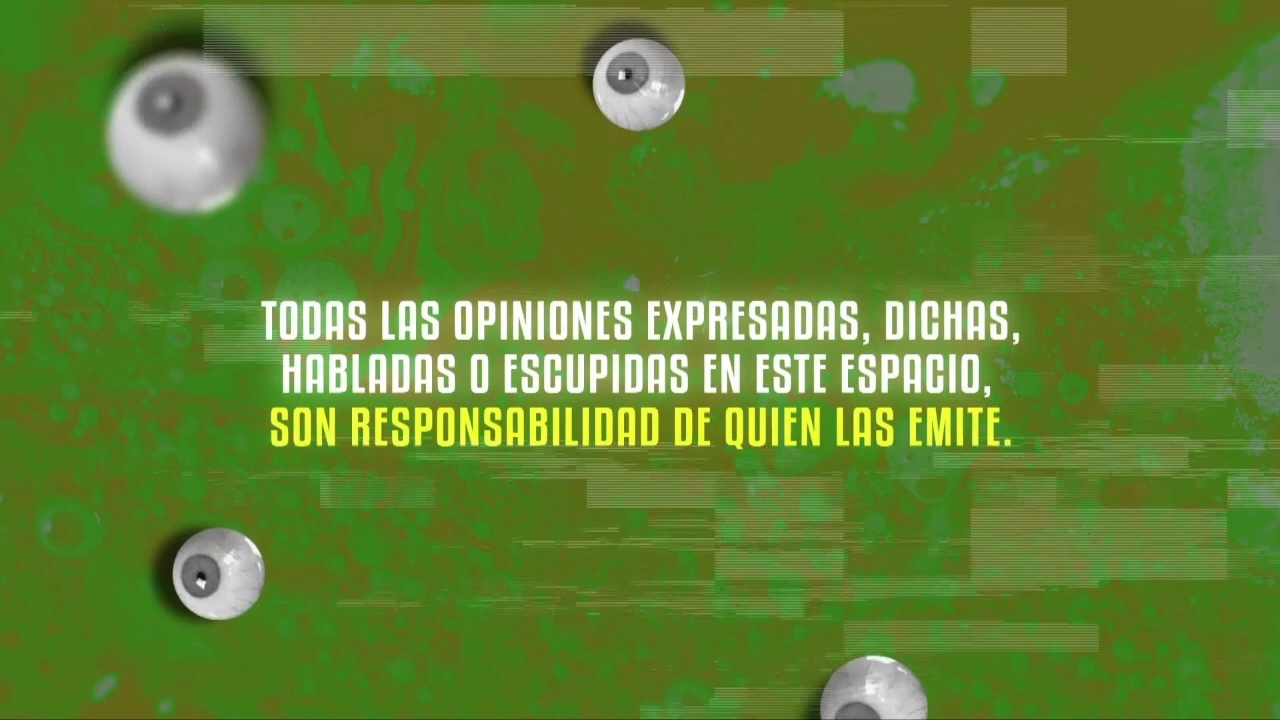 TODAS LAS OPINIONES EXPRESADAS, DICHAS,
HABLADAS O ESCUPIDAS EN ESTE ESPACIO,
SON RESPONSABILIDAD DE QUIEN LAS EMITE.